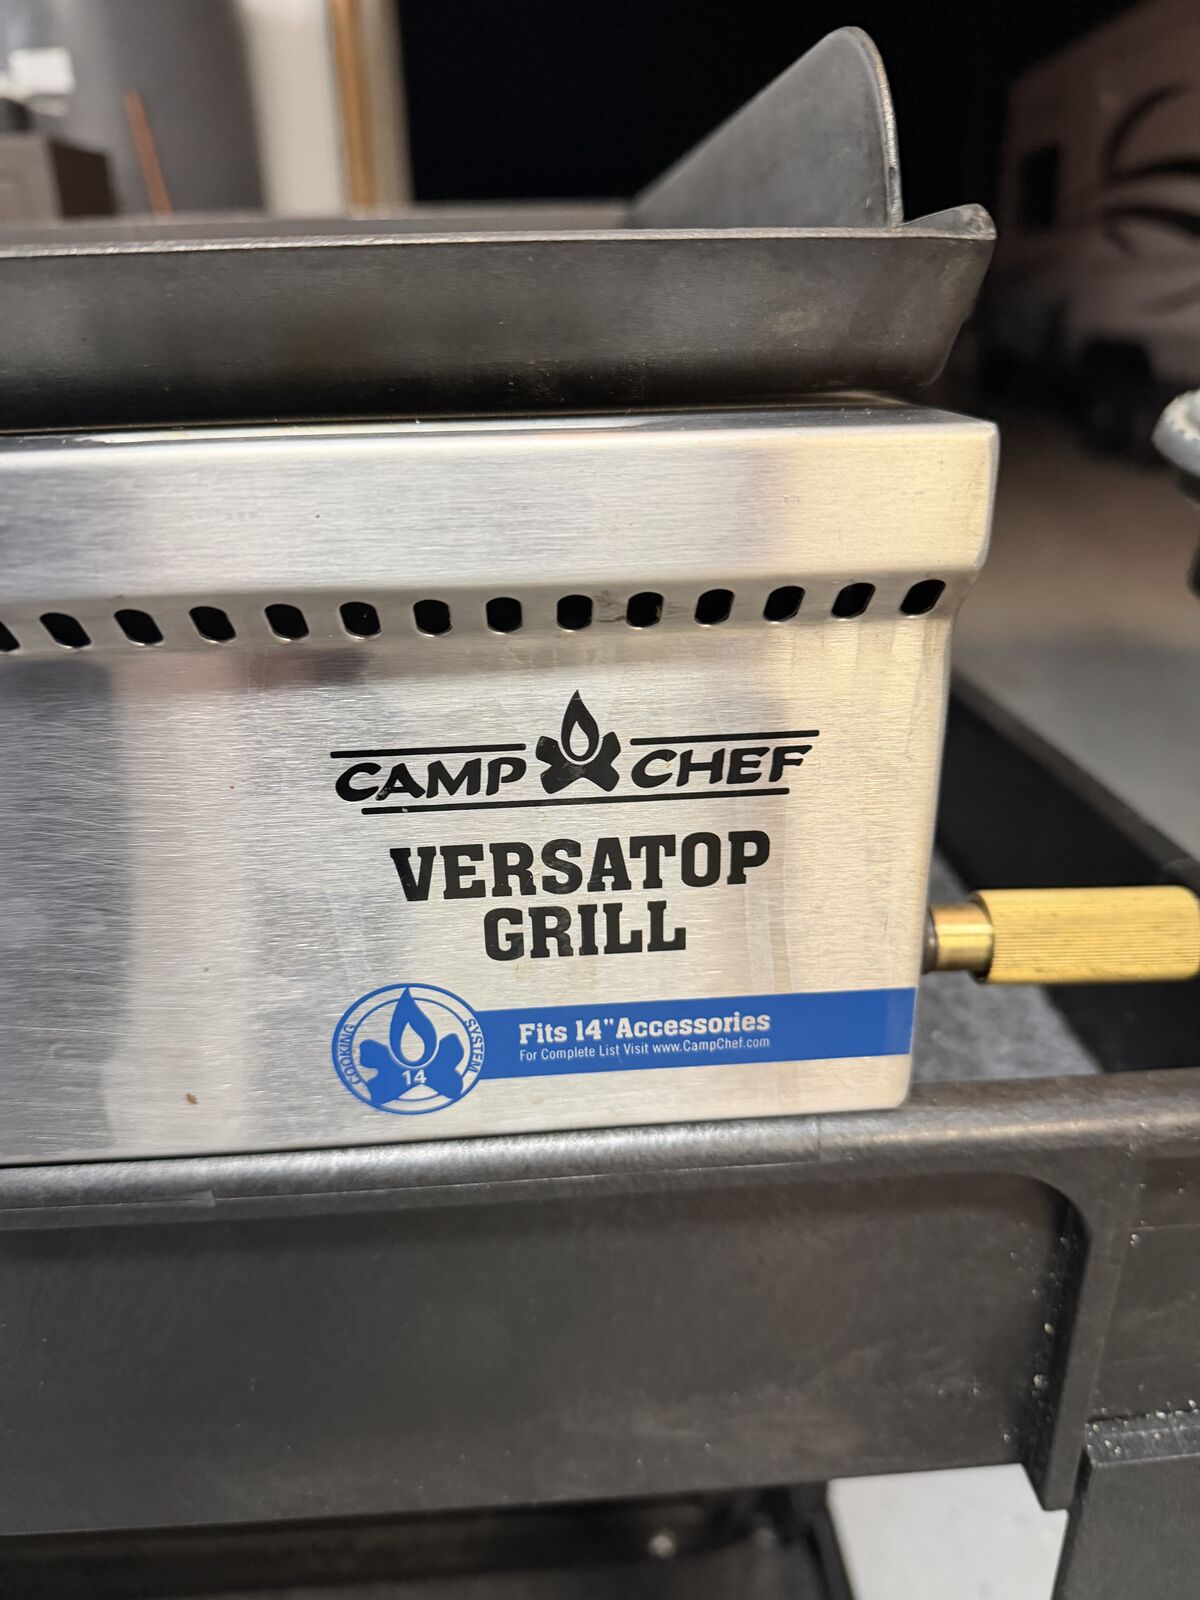 CAMP CHEF
VERSATOP
GRILL
Fits 14" Accessories
For Complete List Visit www.CampChef.com
COOKING SYSTEM
14